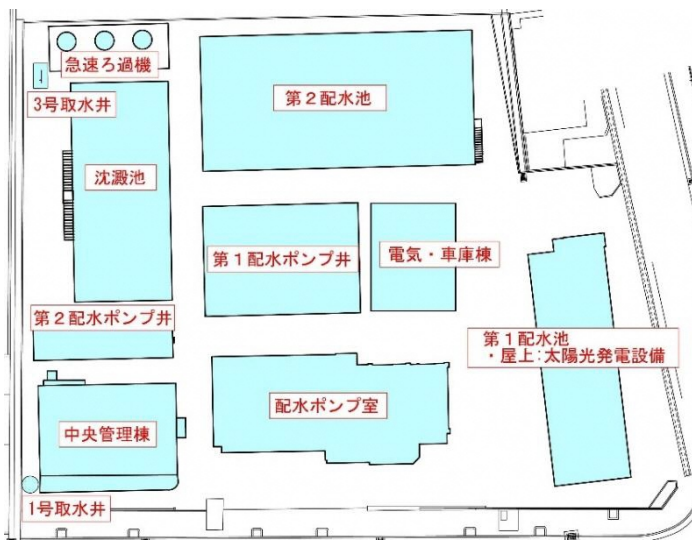 急速ろ過機
3号取水井
第2配水池
沈澱池
第1配水ポンプ井
電気・車庫棟
第2配水ポンプ井
第1配水池
・屋上:太陽光発電設備
配水ポンプ室
中央管理棟
1号取水井